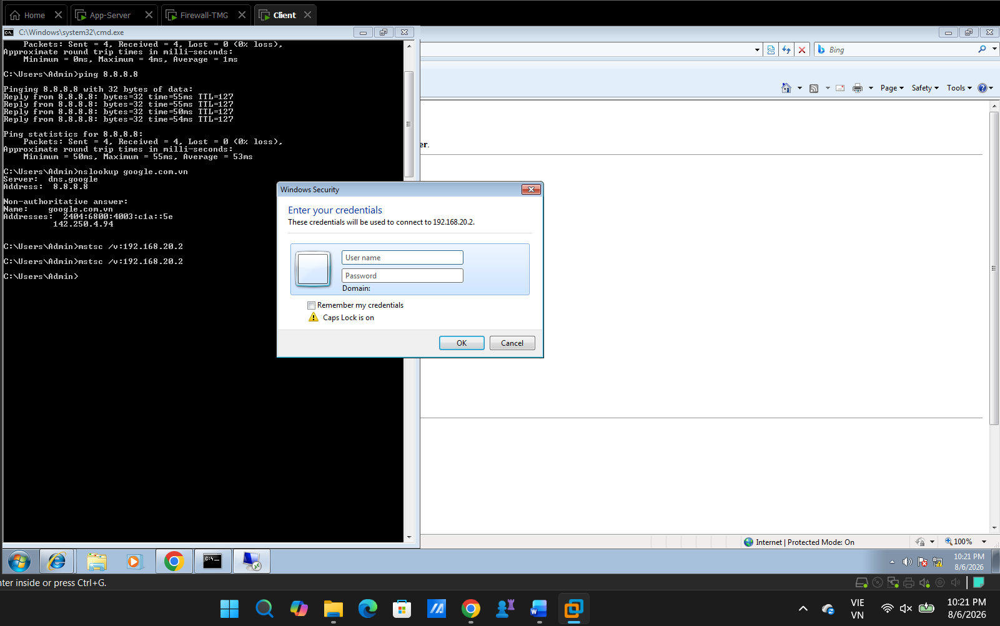 Home
App-Server
Firewall-TMG
Client
C:\Windows\system32\cmd.exe
Packets: Sent = 4, Received = 4, Lost = 0 (0% loss),
Approximate round trip times in milli-seconds:
Minimum = 0ms, Maximum = 4ms, Average = 1ms
C:\Users\Admin>ping 8.8.8.8
Pinging 8.8.8.8 with 32 bytes of data:
Reply from 8.8.8.8: bytes=32 time=55ms TTL=127
Reply from 8.8.8.8: bytes=32 time=55ms TTL=127
Reply from 8.8.8.8: bytes=32 time=50ms TTL=127
Reply from 8.8.8.8: bytes=32 time=54ms TTL=127
Ping statistics for 8.8.8.8:
Packets: Sent = 4, Received = 4, Lost = 0 (0% loss),
Approximate round trip times in milli-seconds:
Minimum = 50ms, Maximum = 55ms, Average = 53ms
C:\Users\Admin>nslookup google.com.vn
Server: dns.google
Address: 8.8.8.8
Non-authoritative answer:
Name: google.com.vn
Addresses: 2404:6800:4003:c1a::5e
142.250.4.94
C:\Users\Admin>mstsc /v:192.168.20.2
C:\Users\Admin>mstsc /v:192.168.20.2
C:\Users\Admin>
Bing
Page
Safety
Tools
er.
Windows Security
Enter your credentials
These credentials will be used to connect to 192.168.20.2.
User name
Password
Domain:
Remember my credentials
Caps Lock is on
OK
Cancel
Internet | Protected Mode: On
100%
10:21 PM
8/6/2026
nter inside or press Ctrl+G.
VIE
VN
10:21 PM
8/6/2026